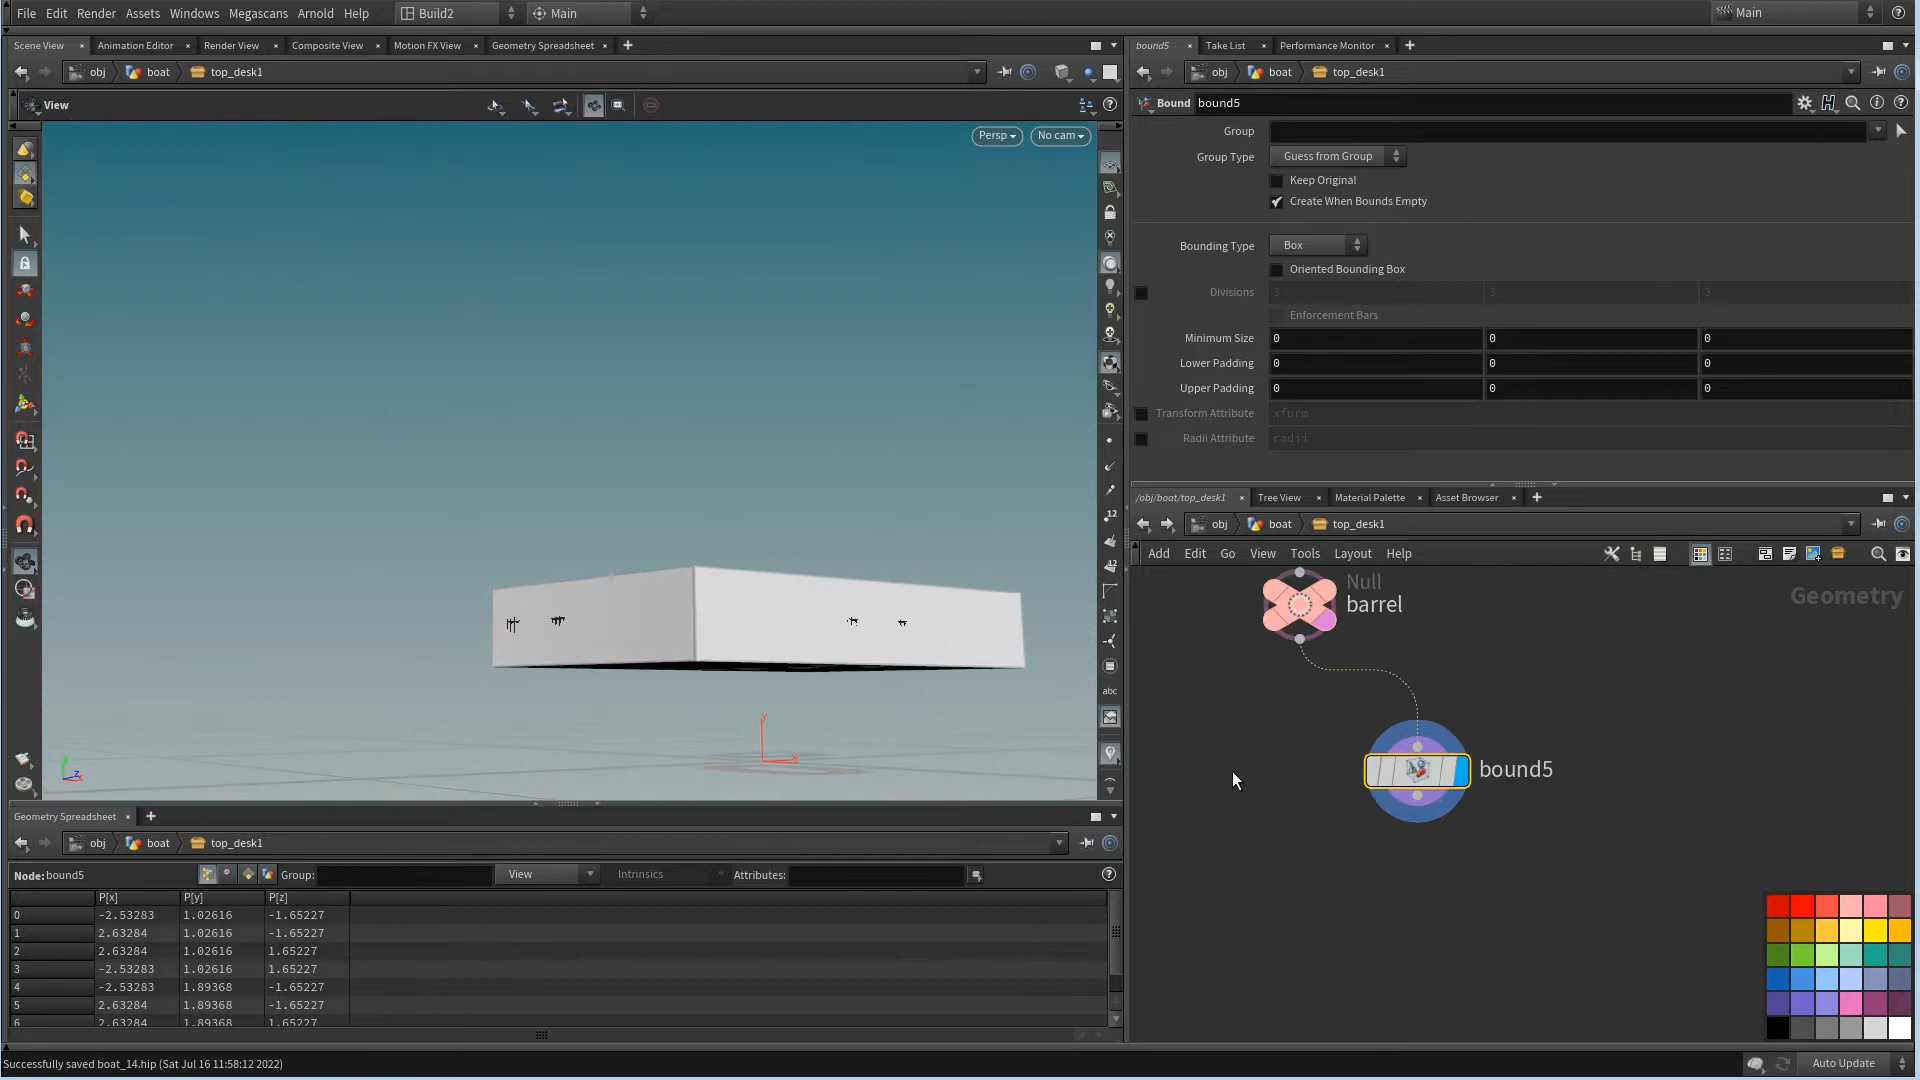 File Edit Render Assets Windows Megascans Arnold Help Build2 Main Main
Scene View Animation Editor Render View Composite View Motion FX View Geometry Spreadsheet
obj boat top_desk1
View
Persp No cam
12
12
abc
y
x
y
z x
bound5 Take List Performance Monitor
obj boat top_desk1
Bound bound5
Group
Group Type Guess from Group
Keep Original
Create When Bounds Empty
Bounding Type Box
Oriented Bounding Box
Divisions 3 3 3
Enforcement Bars
Minimum Size 0 0 0
Lower Padding 0 0 0
Upper Padding 0 0 0
Transform Attribute xform
Radii Attribute radii
/obj/boat/top_desk1 Tree View Material Palette Asset Browser
obj boat top_desk1
Add Edit Go View Tools Layout Help
Null
barrel
Geometry
bound5
Geometry Spreadsheet
obj boat top_desk1
Node: bound5 Group: View Intrinsics Attributes:
P[x] P[y] P[z]
0 -2.53283 1.02616 -1.65227
1 2.63284 1.02616 -1.65227
2 2.63284 1.02616 1.65227
3 -2.53283 1.02616 1.65227
4 -2.53283 1.89368 -1.65227
5 2.63284 1.89368 -1.65227
6 2.63284 1.89368 1.65227
Successfully saved boat_14.hip (Sat Jul 16 11:58:12 2022)
Auto Update